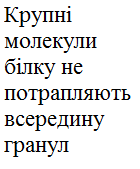 Крупні
молекули
білку не
потрапляють
всередину
гранул